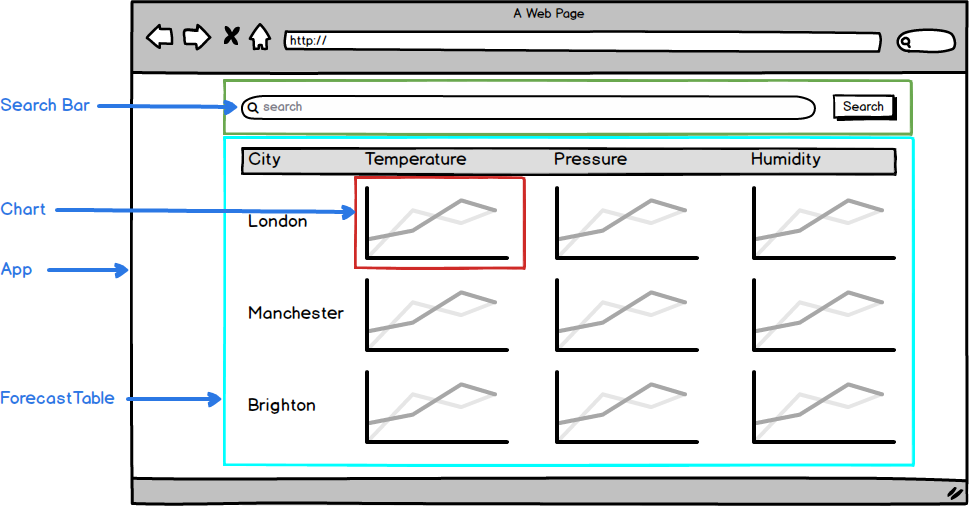 A Web Page
http://
Search Bar
search
Search
City Temperature Pressure Humidity
Chart
London
App
Manchester
ForecastTable
Brighton